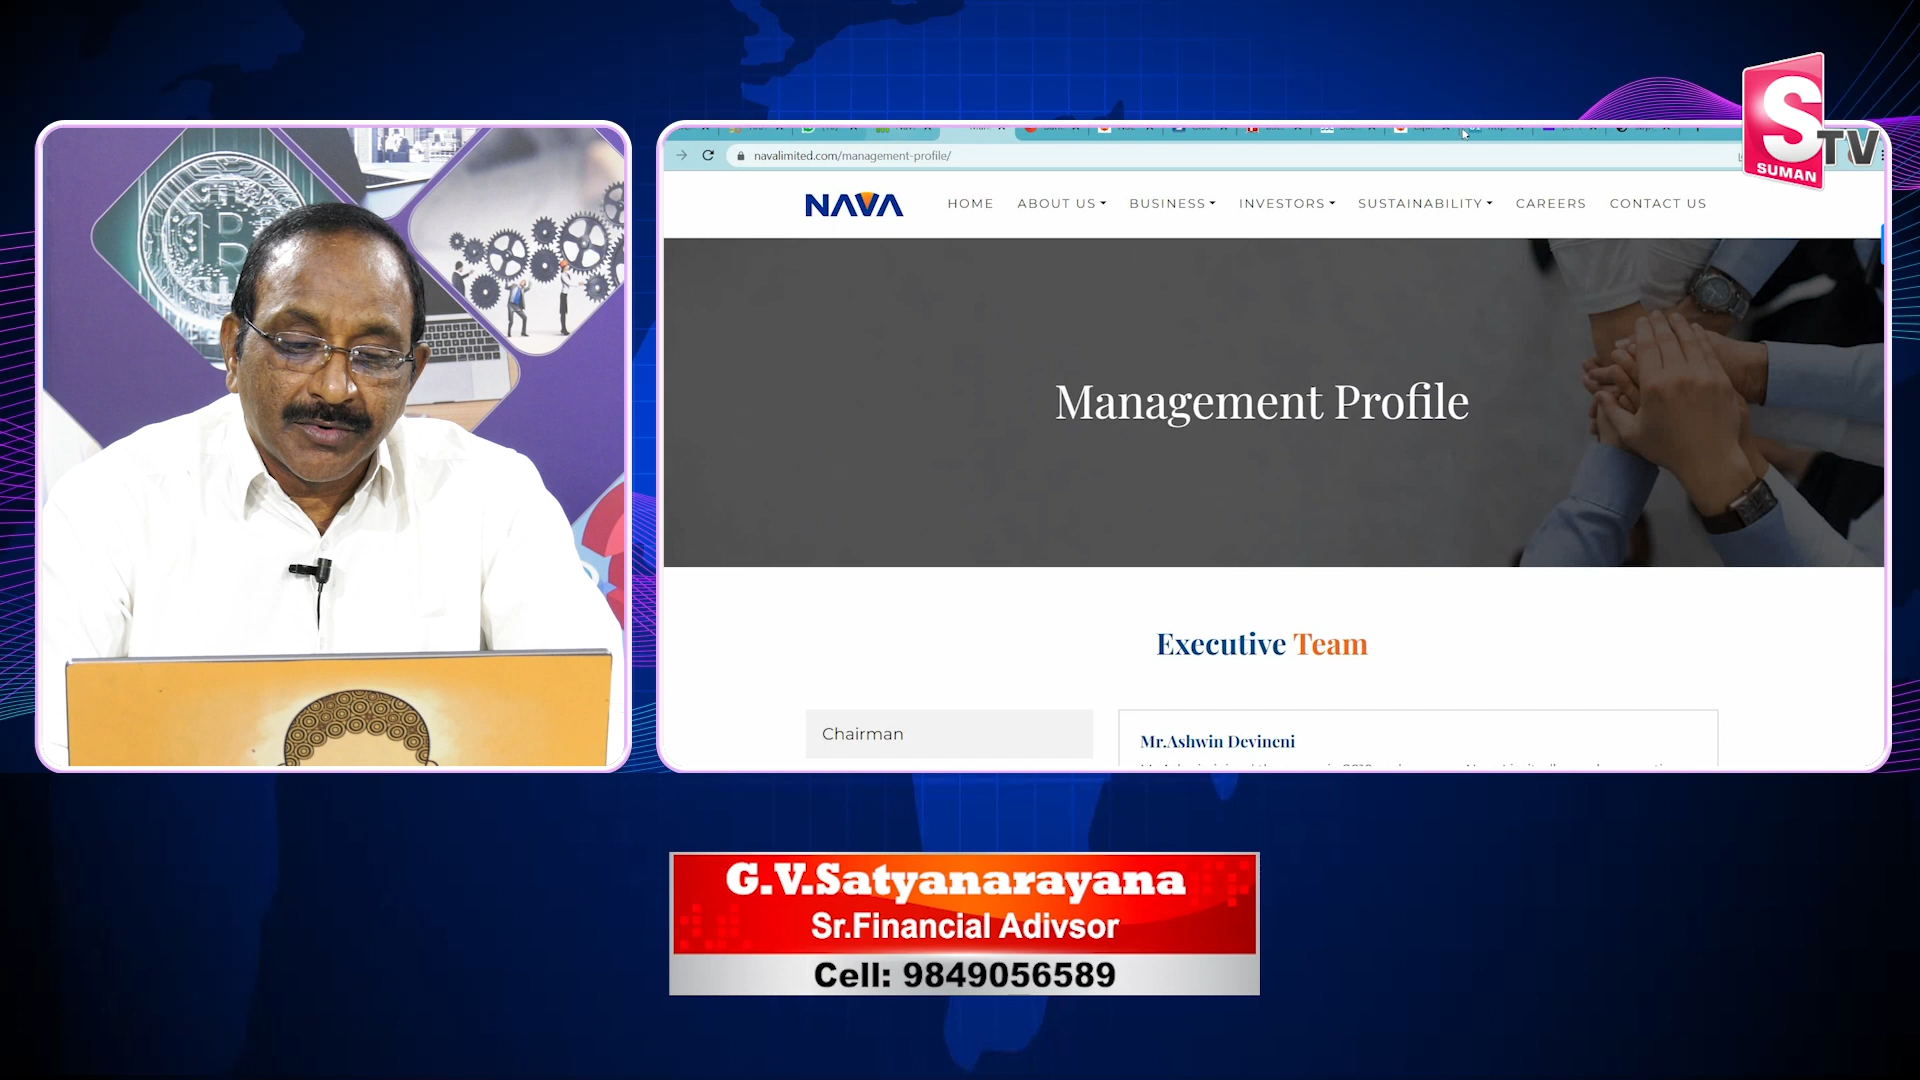 S
SUMAN
TV
navalimited.com/management-profile/
NAVA
HOME ABOUT US BUSINESS INVESTORS SUSTAINABILITY CAREERS CONTACT US
Management Profile
Executive Team
Chairman
Mr.Ashwin Devineni
G.V.Satyanarayana
Sr.Financial Adivsor
Cell: 9849056589